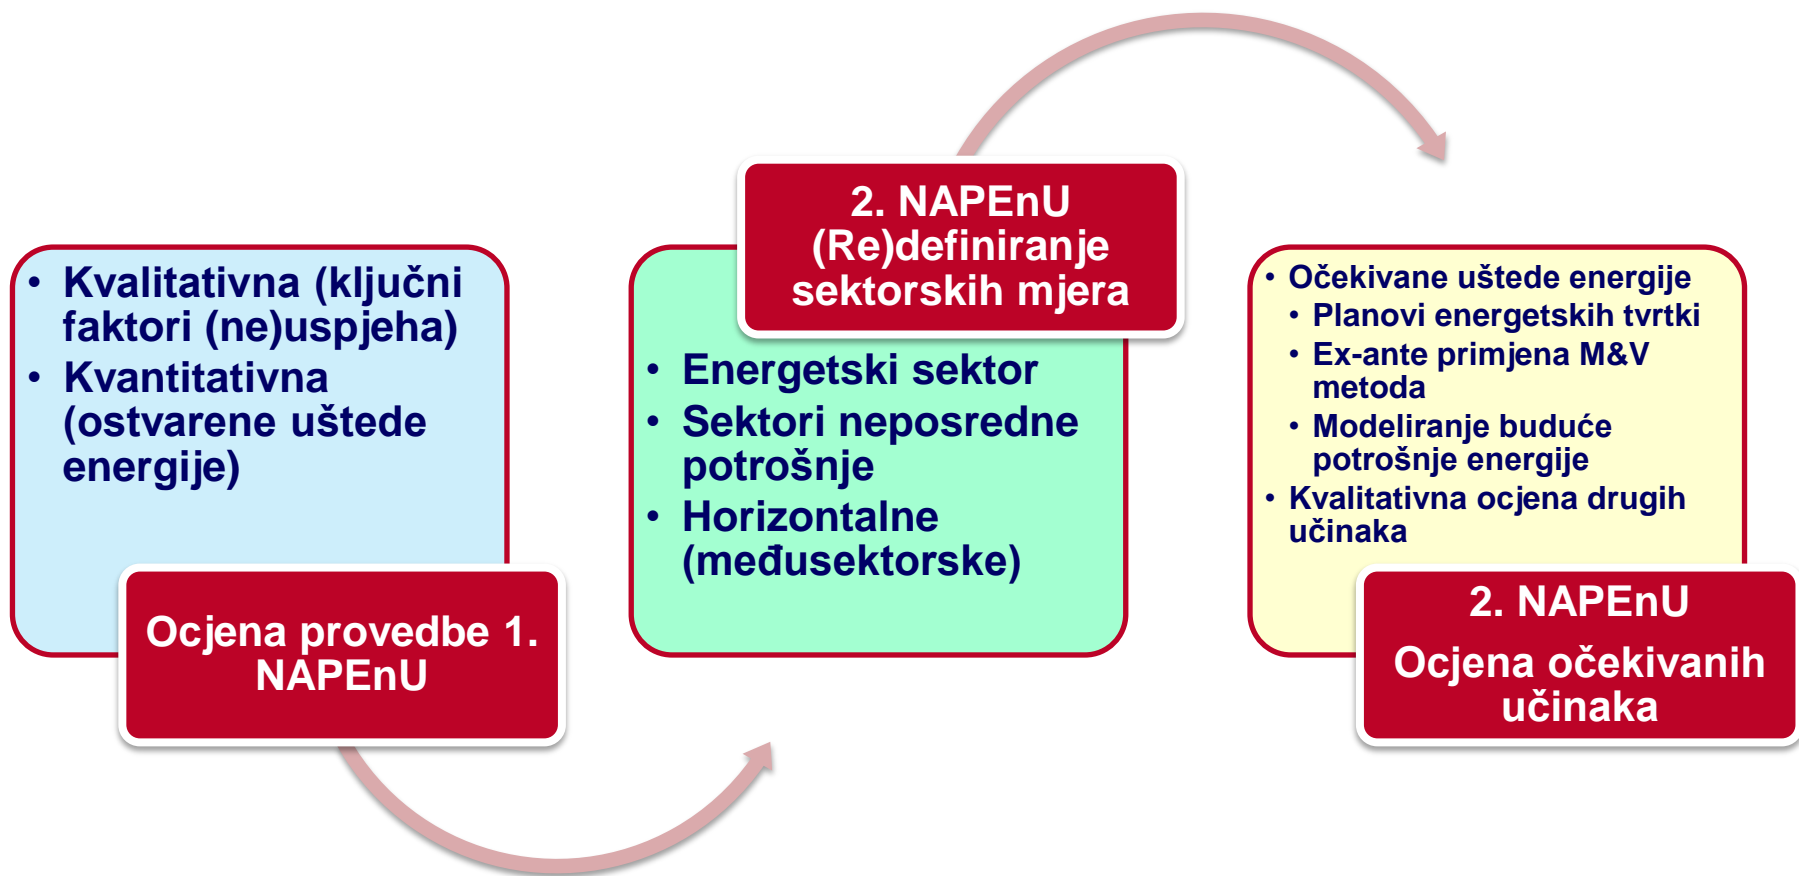 • Kvalitativna (ključni
faktori (ne)uspjeha)
• Kvantitativna
(ostvarene uštede
energije)
Ocjena provedbe 1.
NAPEnU
2. NAPEnU
(Re)definiranje
sektorskih mjera
• Energetski sektor
• Sektori neposredne
potrošnje
• Horizontalne
(međusektorske)
• Očekivane uštede energije
• Planovi energetskih tvrtki
• Ex-ante primjena M&V
metoda
• Modeliranje buduće
potrošnje energije
• Kvalitativna ocjena drugih
učinaka
2. NAPEnU
Ocjena očekivanih
učinaka